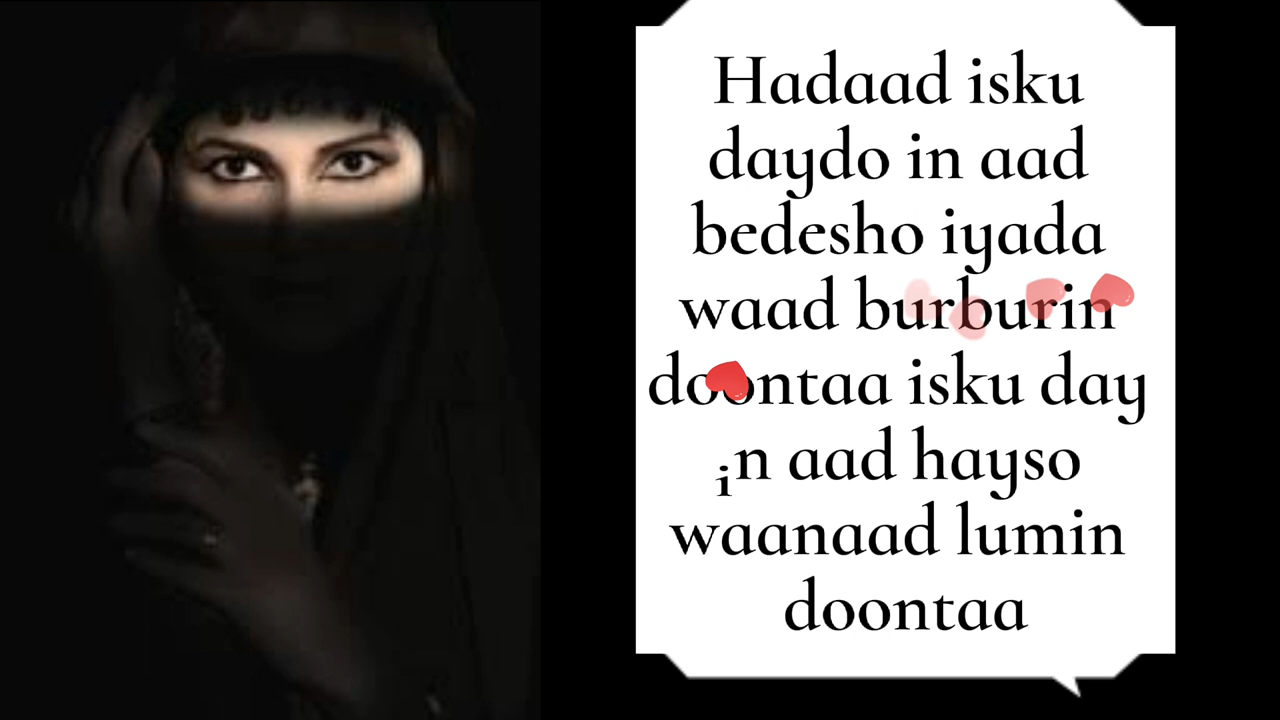 Hadaad isku
daydo in aad
bedesho iyada
waad burburin
doontaa isku day
in aad hayso
waanaad lumin
doontaa